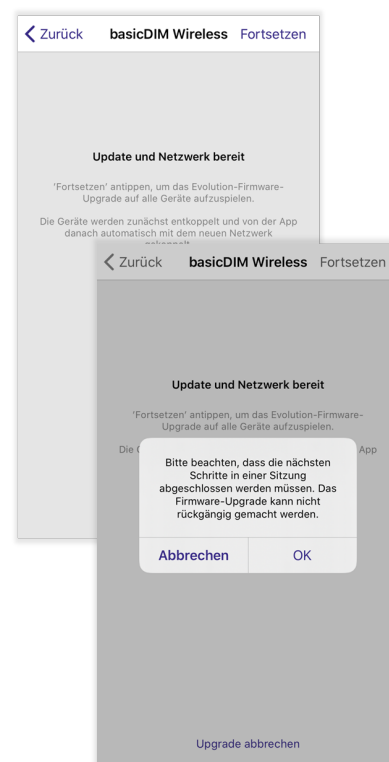 Zurück basicDIM Wireless Fortsetzen
Update und Netzwerk bereit
'Fortsetzen' antippen, um das Evolution-Firmware-
Upgrade auf alle Geräte aufzuspielen.
Die Geräte werden zunächst entkoppelt und von der App
danach automatisch mit dem neuen Netzwerk
gekoppelt
Zurück basicDIM Wireless Fortsetzen
Update und Netzwerk bereit
'Fortsetzen' antippen, um das Evolution-Firmware-
Upgrade auf alle Geräte aufzuspielen.
Die App
Bitte beachten, dass die nächsten
Schritte in einer Sitzung
abgeschlossen werden müssen. Das
Firmware-Upgrade kann nicht
rückgängig gemacht werden.
Abbrechen OK
Upgrade abbrechen